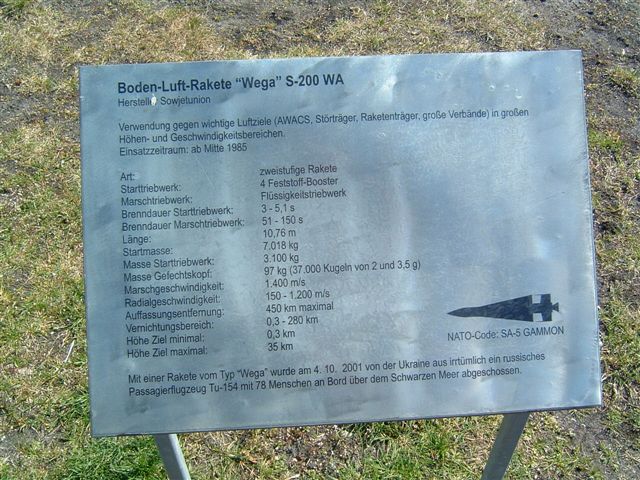 Boden-Luft-Rakete "Wega" S-200 WA
Hersteller Sowjetunion
Verwendung gegen wichtige Luftziele (AWACS, Störträger, Raketenträger, große Verbände) in großen
Höhen- und Geschwindigkeitsbereichen.
Einsatzzeitraum: ab Mitte 1985
Art: zweistufige Rakete
Starttriebwerk: 4 Feststoff-Booster
Marschtriebwerk: Flüssigkeitstriebwerk
Brenndauer Starttriebwerk: 3 - 5,1 s
Brenndauer Marschtriebwerk: 51 - 150 s
Länge: 10,76 m
Startmasse: 7,018 kg
Masse Starttriebwerk: 3.100 kg
Masse Gefechtskopf: 97 kg (37.000 Kugeln von 2 und 3,5 g)
Marschgeschwindigkeit: 1.400 m/s
Radialgeschwindigkeit: 150 - 1.200 m/s
Auffassungsentfernung: 450 km maximal
Vernichtungsbereich: 0,3 - 280 km
Höhe Ziel minimal: 0,3 km
Höhe Ziel maximal: 35 km
NATO-Code: SA-5 GAMMON
Mit einer Rakete vom Typ "Wega" wurde am 4. 10. 2001 von der Ukraine aus irrtümlich ein russisches
Passagierflugzeug Tu-154 mit 78 Menschen an Bord über dem Schwarzen Meer abgeschossen.